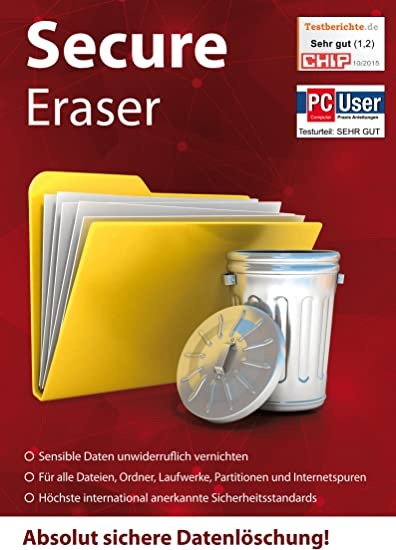 Secure
Eraser
Testberichte.de
Sehr gut (1,2)
CHIP 10/2015
PC User
Computer Praxis Anleitungen
Testurteil: SEHR GUT
Sensible Daten unwiderruflich vernichten
Für alle Dateien, Ordner, Laufwerke, Partitionen und Internetspuren
Höchste international anerkannte Sicherheitsstandards
Absolut sichere Datenlöschung!